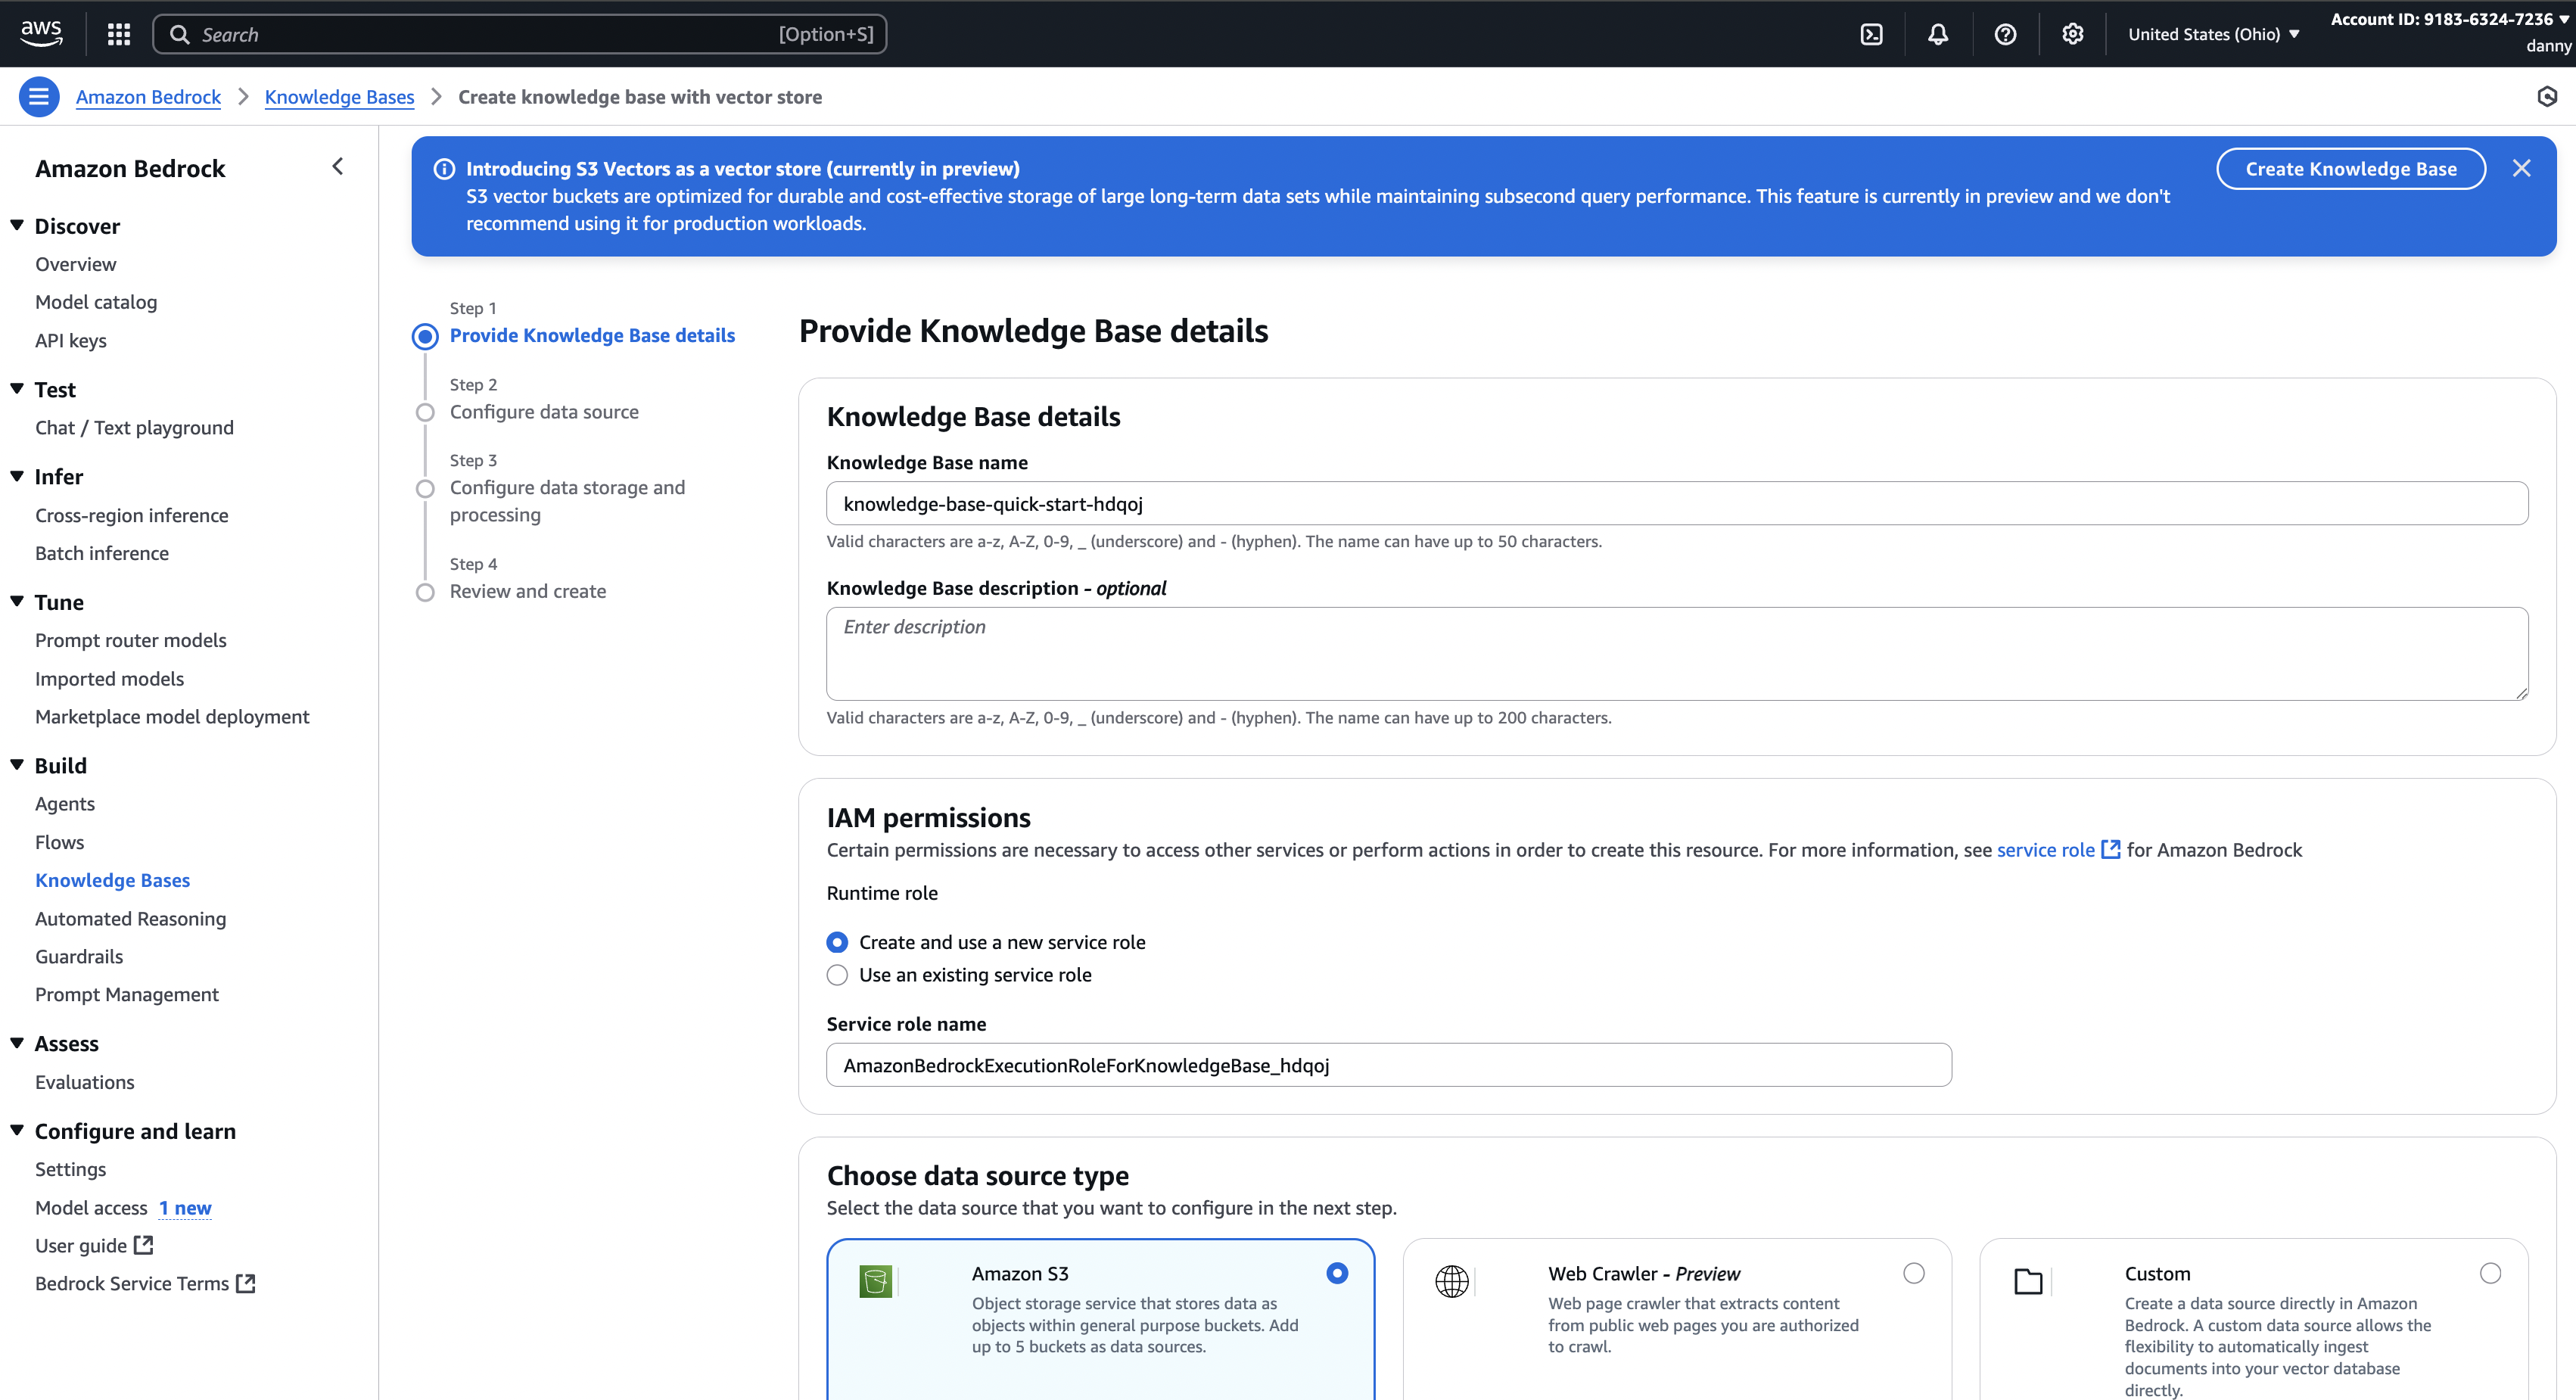 aws
Search
[Option+S]
United States (Ohio)
Account ID: 9183-6324-7236
danny
Amazon Bedrock
Knowledge Bases
Create knowledge base with vector store
Amazon Bedrock
Discover
Overview
Model catalog
API keys
Test
Chat / Text playground
Infer
Cross-region inference
Batch inference
Tune
Prompt router models
Imported models
Marketplace model deployment
Build
Agents
Flows
Knowledge Bases
Automated Reasoning
Guardrails
Prompt Management
Assess
Evaluations
Configure and learn
Settings
Model access 1 new
User guide
Bedrock Service Terms
Introducing S3 Vectors as a vector store (currently in preview)
S3 vector buckets are optimized for durable and cost-effective storage of large long-term data sets while maintaining subsecond query performance. This feature is currently in preview and we don't
recommend using it for production workloads.
Create Knowledge Base
Step 1
Provide Knowledge Base details
Step 2
Configure data source
Step 3
Configure data storage and
processing
Step 4
Review and create
Provide Knowledge Base details
Knowledge Base details
Knowledge Base name
knowledge-base-quick-start-hdqoj
Valid characters are a-z, A-Z, 0-9, _ (underscore) and - (hyphen). The name can have up to 50 characters.
Knowledge Base description - optional
Enter description
Valid characters are a-z, A-Z, 0-9, _ (underscore) and - (hyphen). The name can have up to 200 characters.
IAM permissions
Certain permissions are necessary to access other services or perform actions in order to create this resource. For more information, see service role for Amazon Bedrock
Runtime role
Create and use a new service role
Use an existing service role
Service role name
AmazonBedrockExecutionRoleForKnowledgeBase_hdqoj
Choose data source type
Select the data source that you want to configure in the next step.
Amazon S3
Object storage service that stores data as
objects within general purpose buckets. Add
up to 5 buckets as data sources.
Web Crawler - Preview
Web page crawler that extracts content
from public web pages you are authorized
to crawl.
Custom
Create a data source directly in Amazon
Bedrock. A custom data source allows the
flexibility to automatically ingest
documents into your vector database
directly.